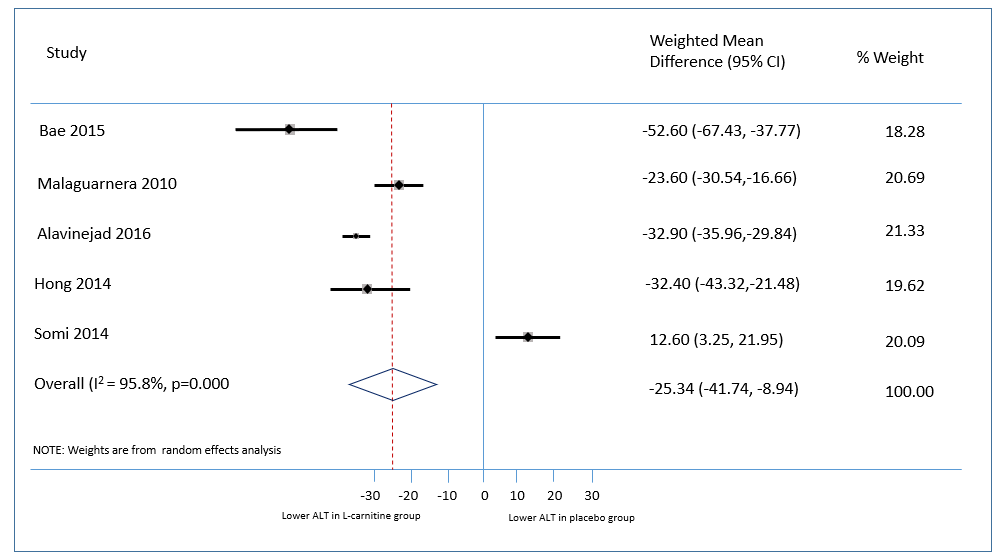 Study
Weighted Mean
Difference (95% CI)
% Weight
Bae 2015
-52.60 (-67.43, -37.77)
18.28
Malaguarnera 2010
-23.60 (-30.54,-16.66)
20.69
Alavinejad 2016
-32.90 (-35.96,-29.84)
21.33
Hong 2014
-32.40 (-43.32,-21.48)
19.62
Somi 2014
12.60 (3.25, 21.95)
20.09
Overall (I² = 95.8%, p=0.000
-25.34 (-41.74, -8.94)
100.00
NOTE: Weights are from random effects analysis
-30 -20 -10 0 10 20 30
Lower ALT in L-carnitine group
Lower ALT in placebo group